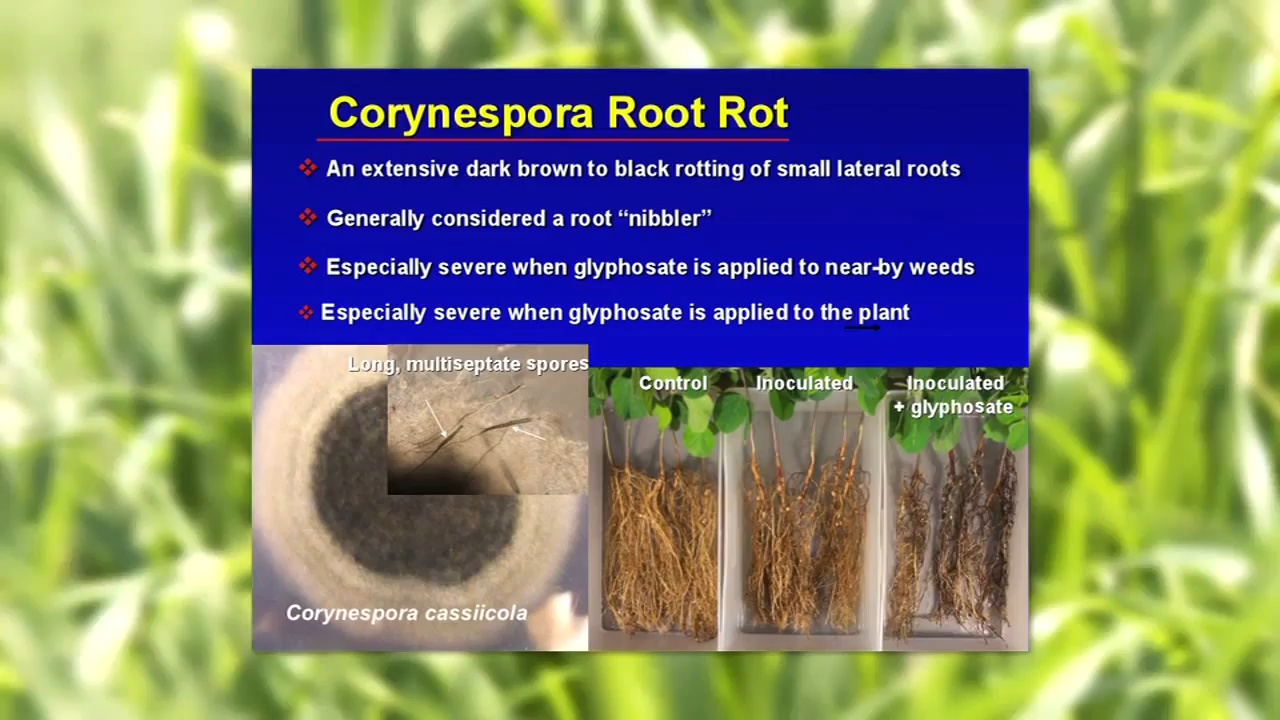 Corynespora Root Rot
An extensive dark brown to black rotting of small lateral roots
Generally considered a root “nibbler”
Especially severe when glyphosate is applied to near-by weeds
Especially severe when glyphosate is applied to the plant
Long, multiseptate spores
Control
Inoculated
Inoculated
+ glyphosate
Corynespora cassiicola